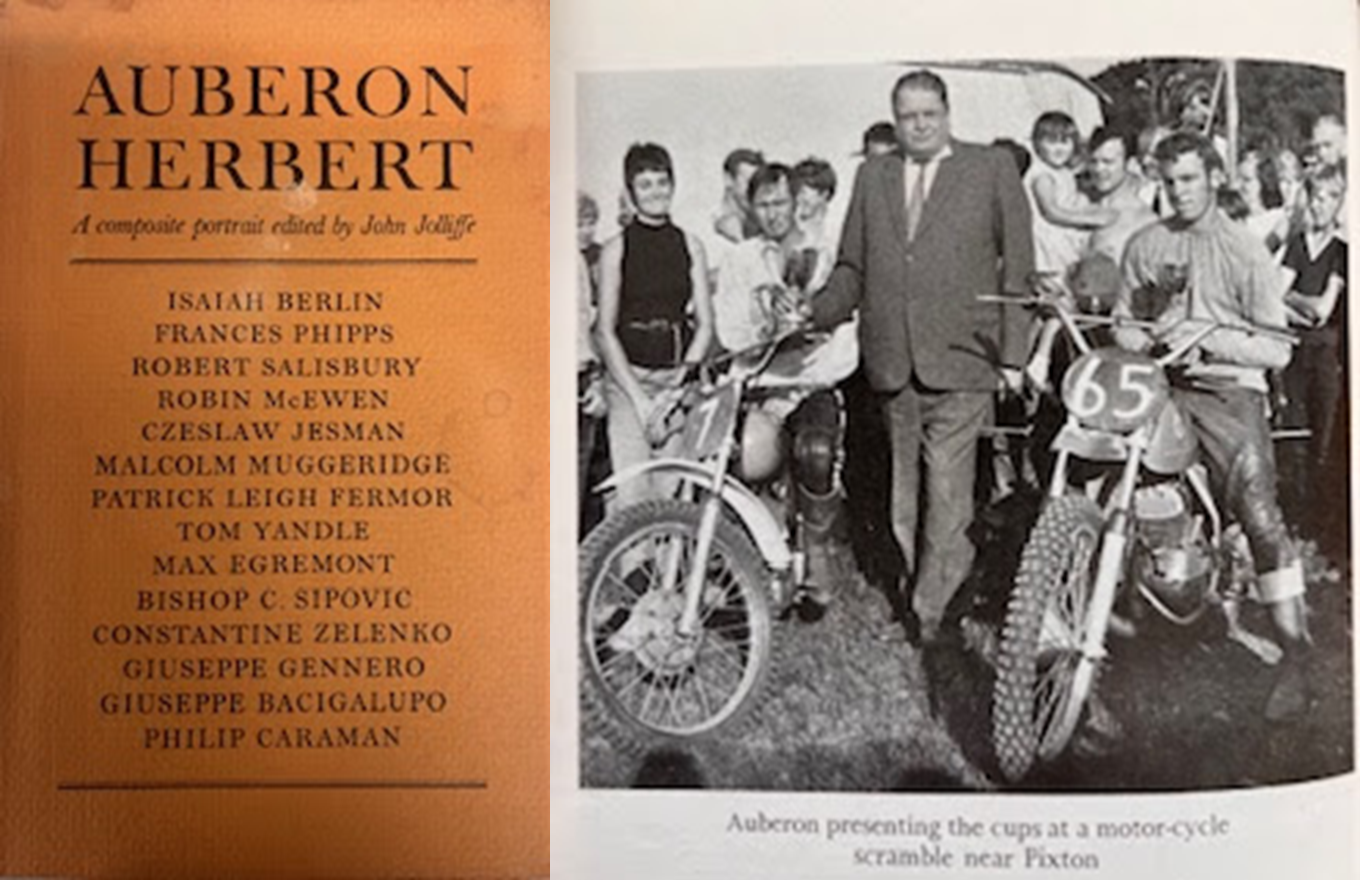 AUBERON
HERBERT
A composite portrait edited by John Jolliffe
ISAIAH BERLIN
FRANCES PHIPPS
ROBERT SALISBURY
ROBIN McEWEN
CZESLAW JESMAN
MALCOLM MUGGERIDGE
PATRICK LEIGH FERMOR
TOM YANDLE
MAX EGREMONT
BISHOP C. SIPOVIC
CONSTANTINE ZELENKO
GIUSEPPE GENNERO
GIUSEPPE BACIGALUPO
PHILIP CARAMAN
1
65
Auberon presenting the cups at a motor-cycle
scramble near Pixton